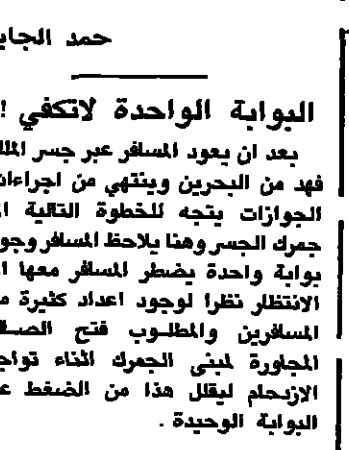 حمد الجاب
البوابة الواحدة لاتكفي !
بعد ان يعود المسافر عبر جسر الملك
فهد من البحرين وينتهي من اجراءات
الجوازات يتجه للخطوة التالية
جمرك الجسر وهنا يلاحظ المسافر وجو
بوابة واحدة يضطر المسافر معها
الانتظار نظرا لوجود اعداد كثيرة م
المسافرين والمطلوب فتح
المجاورة لمبنى الجمرك اثناء تواج
الازدحام ليقلل هذا من الضغط ع
البوابة الوحيدة .